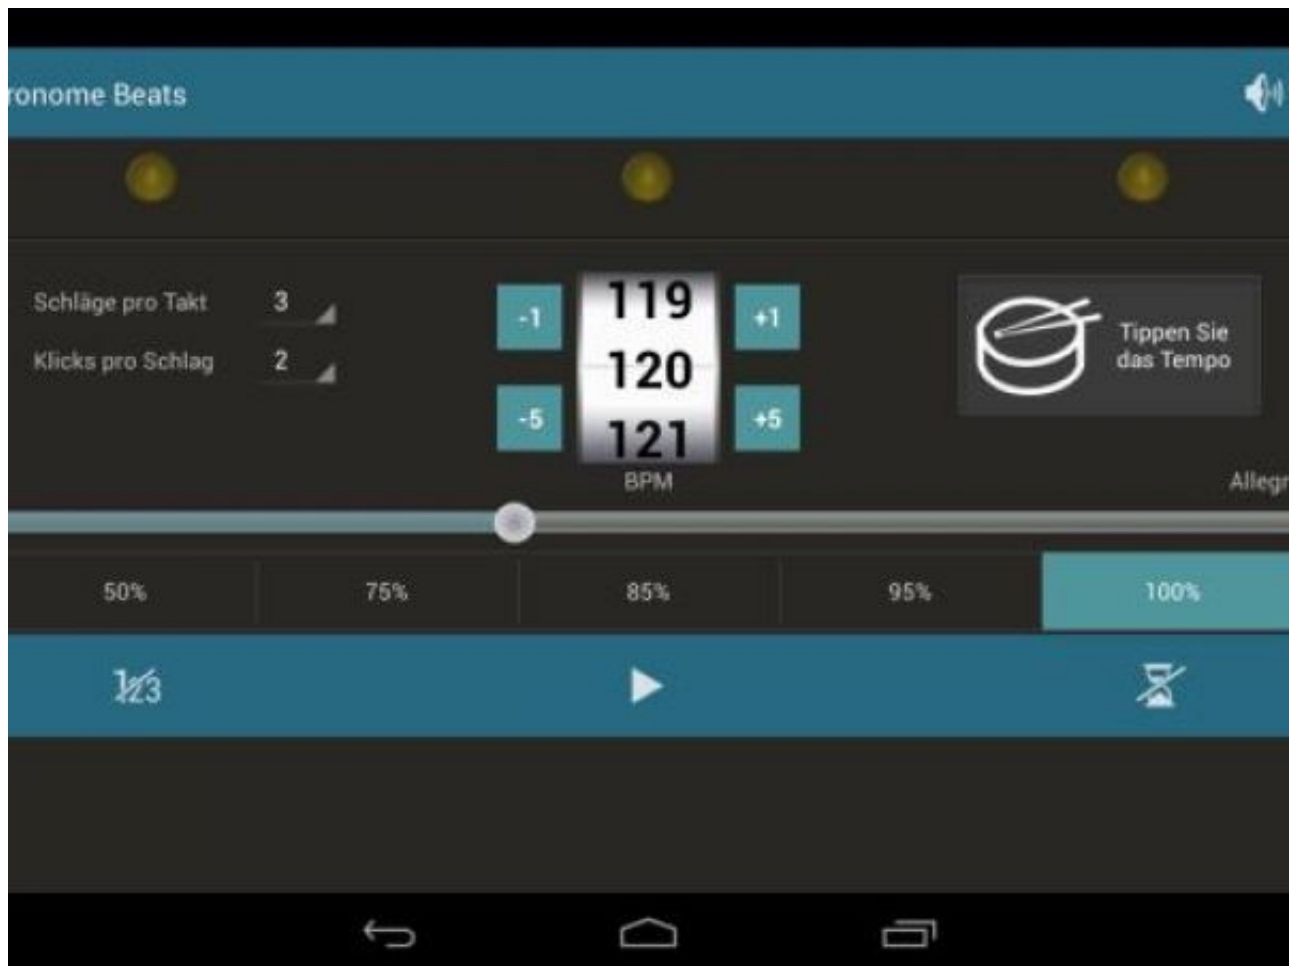 ronome Beats
Schläge pro Takt 3
Klicks pro Schlag 2
-1
+1
-5
+5
119
120
121
BPM
Tippen Sie
das Tempo
Allegr
50% 75% 85% 95% 100%
123